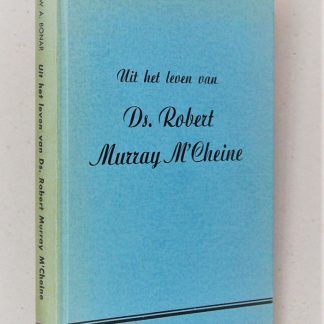 Uit het leven van
Ds. Robert
Murray M'Cheine
W A. BONAR Uit het leven van Ds. Robert Murray M'Cheine